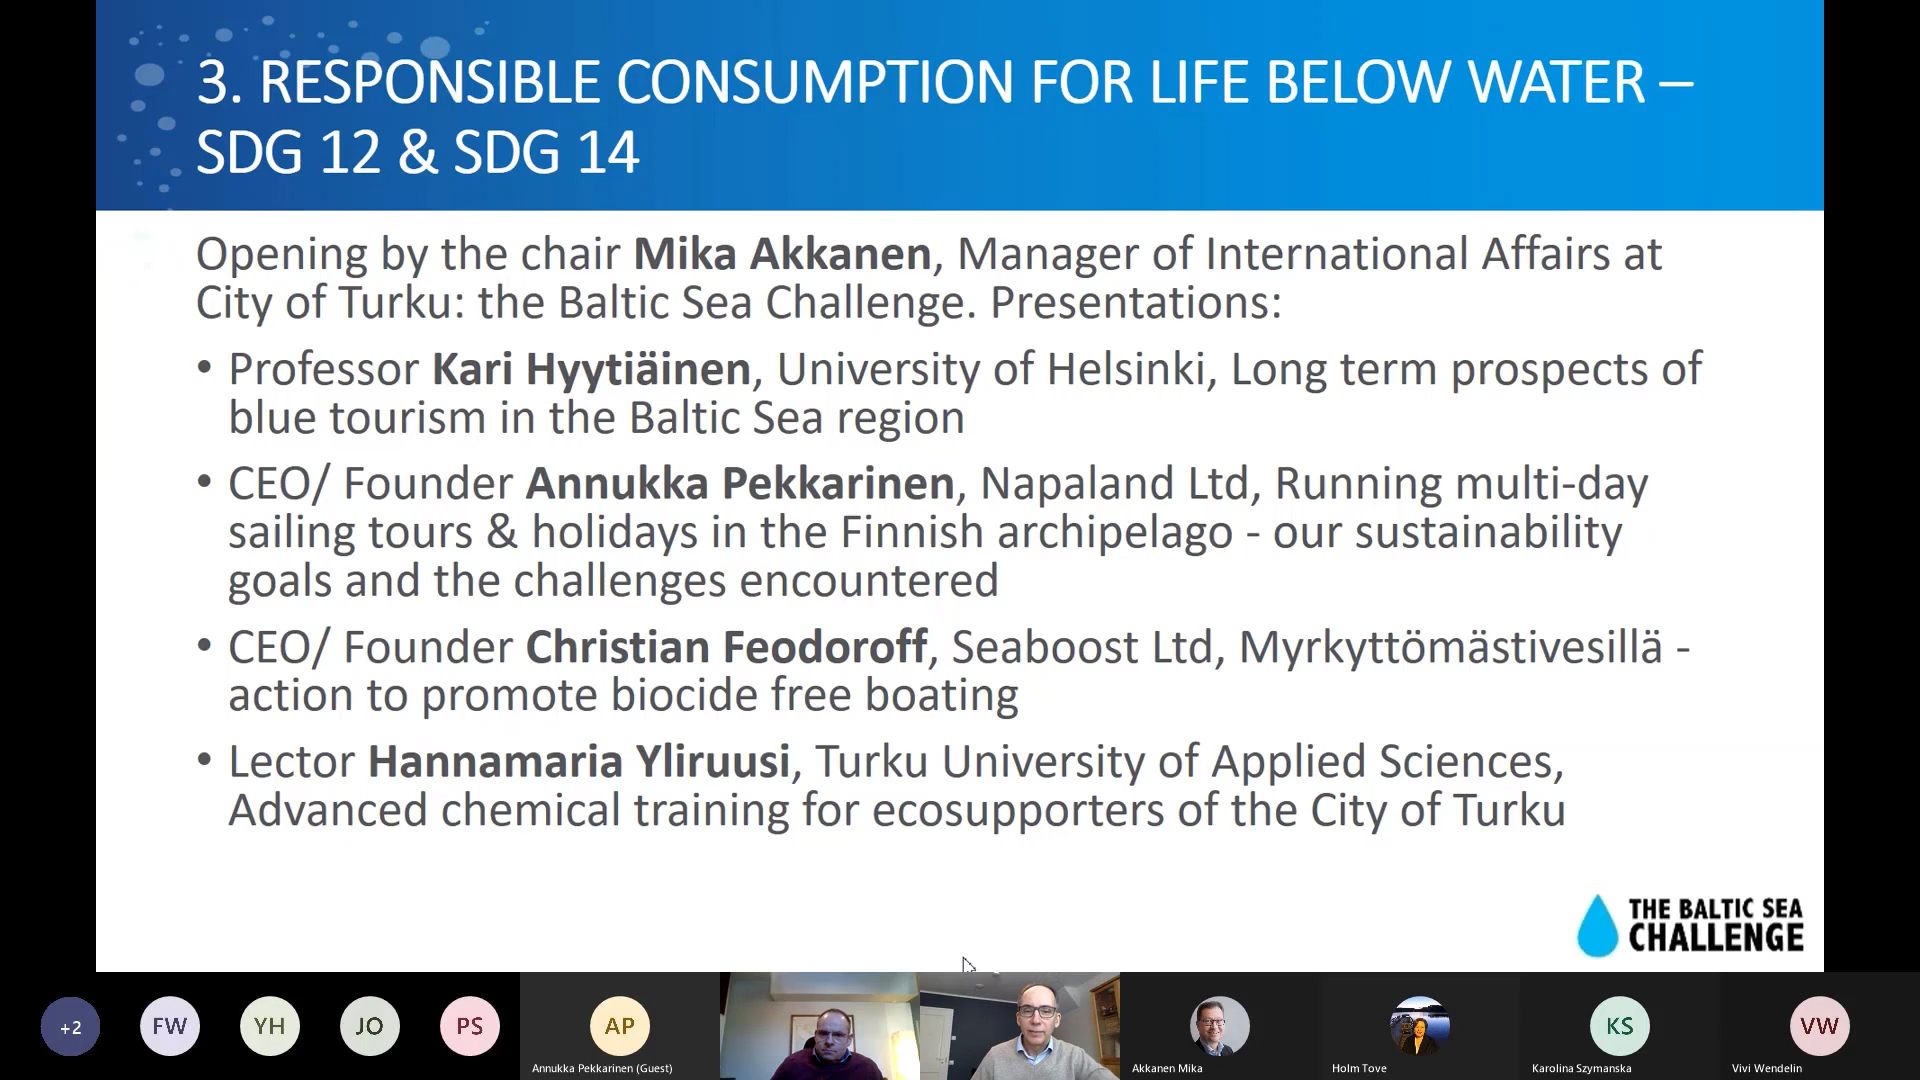 3. RESPONSIBLE CONSUMPTION FOR LIFE BELOW WATER –
SDG 12 & SDG 14
Opening by the chair Mika Akkanen, Manager of International Affairs at
City of Turku: the Baltic Sea Challenge. Presentations:
• Professor Kari Hyytiäinen, University of Helsinki, Long term prospects of
blue tourism in the Baltic Sea region
• CEO/ Founder Annukka Pekkarinen, Napaland Ltd, Running multi-day
sailing tours & holidays in the Finnish archipelago - our sustainability
goals and the challenges encountered
• CEO/ Founder Christian Feodoroff, Seaboost Ltd, Myrkyttömästivesillä -
action to promote biocide free boating
• Lector Hannamaria Yliruusi, Turku University of Applied Sciences,
Advanced chemical training for ecosupporters of the City of Turku
THE BALTIC SEA
CHALLENGE
+2
FW
YH
JO
PS
AP
KS
VW
Annukka Pekkarinen (Guest)
Akkanen Mika
Holm Tove
Karolina Szymanska
Vivi Wendelin